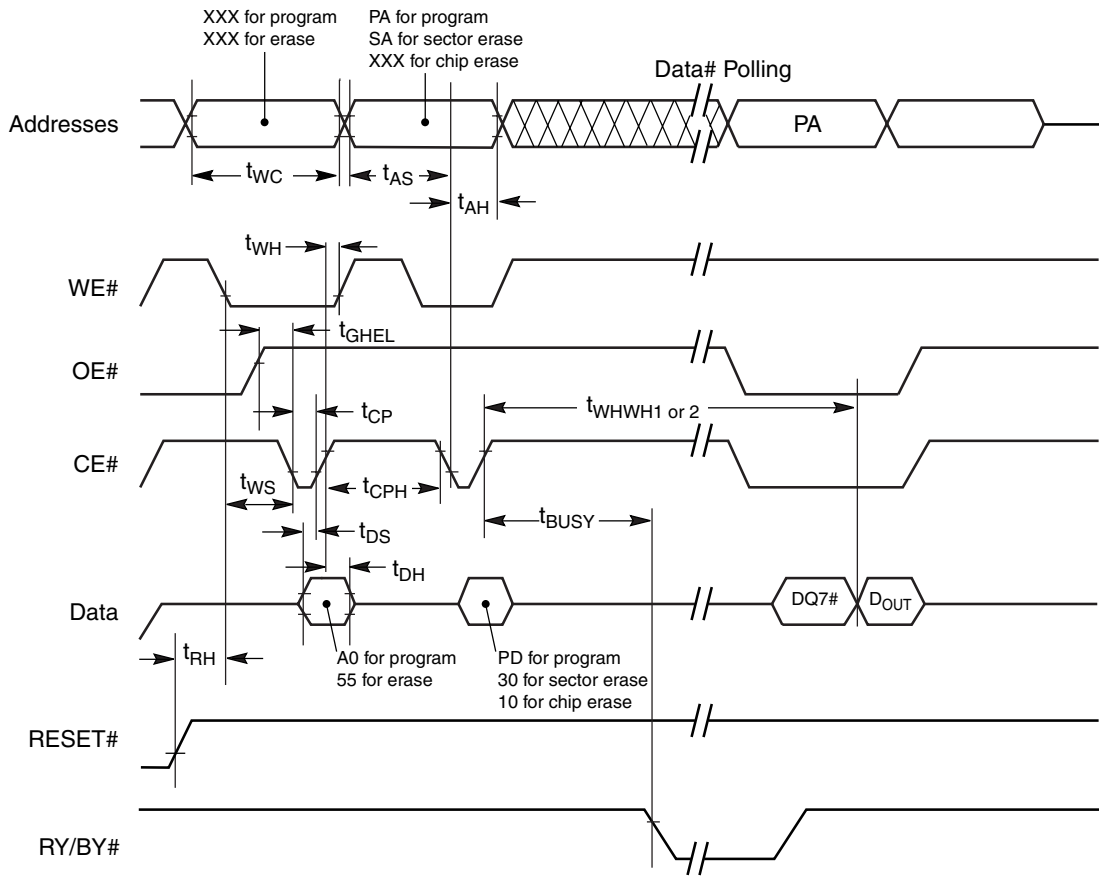 XXX for program
XXX for erase
PA for program
SA for sector erase
XXX for chip erase
Data# Polling
Addresses
PA
tWC
tAS
tAH
tWH
WE#
tGHEL
OE#
tCP
tWHWH1 or 2
CE#
tWS
tCPH
tBUSY
tDS
tDH
Data
DQ7#
DOUT
tRH
A0 for program
55 for erase
PD for program
30 for sector erase
10 for chip erase
RESET#
RY/BY#